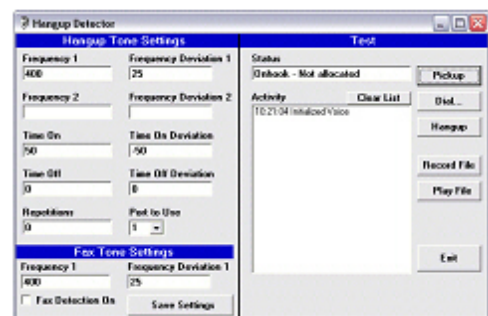 Hangup Detector
Hangup Tone Settings
Frequency 1 Frequency Deviation 1
400 25
Frequency 2 Frequency Deviation 2
Time On Time On Deviation
50 -50
Time Off Time Off Deviation
0 0
Repetitions Port to Use
0 1
Fax Tone Settings
Frequency 1 Frequency Deviation 1
400 25
Fax Detection On Save Settings
Test
Status
Onhook - Not allocated Pickup
Activity Clear List Dial...
10:21:04 Initialized Voice
Hangup
Record File
Play File
Exit